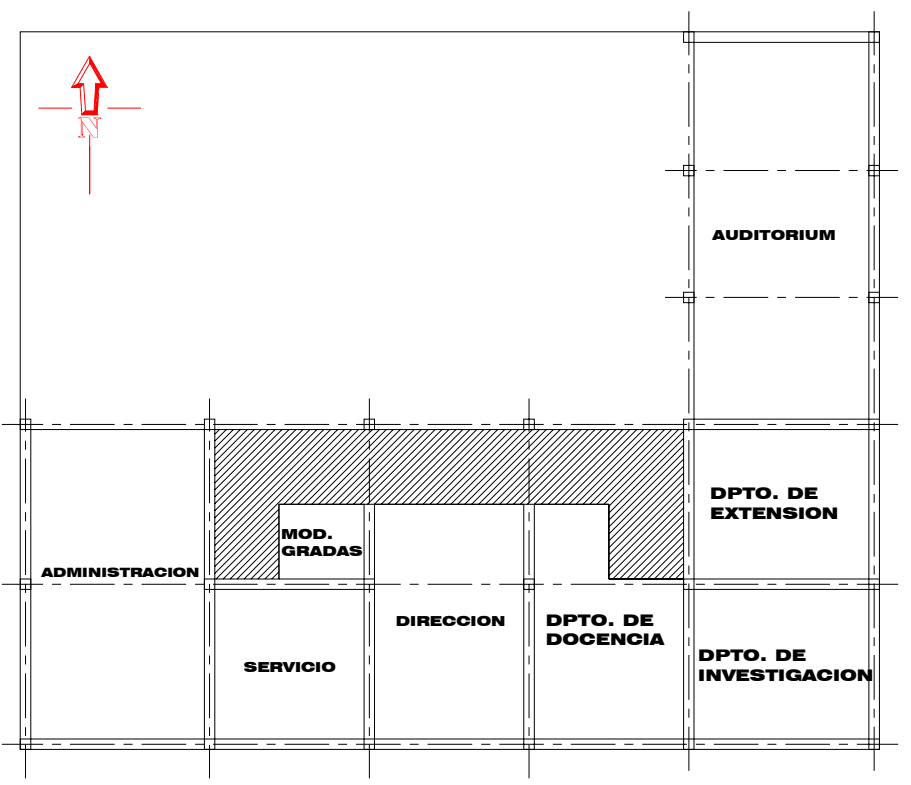 N
AUDITORIUM
DPTO. DE
EXTENSION
MOD.
GRADAS
ADMINISTRACION
DIRECCION
DPTO. DE
DOCENCIA
SERVICIO
DPTO. DE
INVESTIGACION